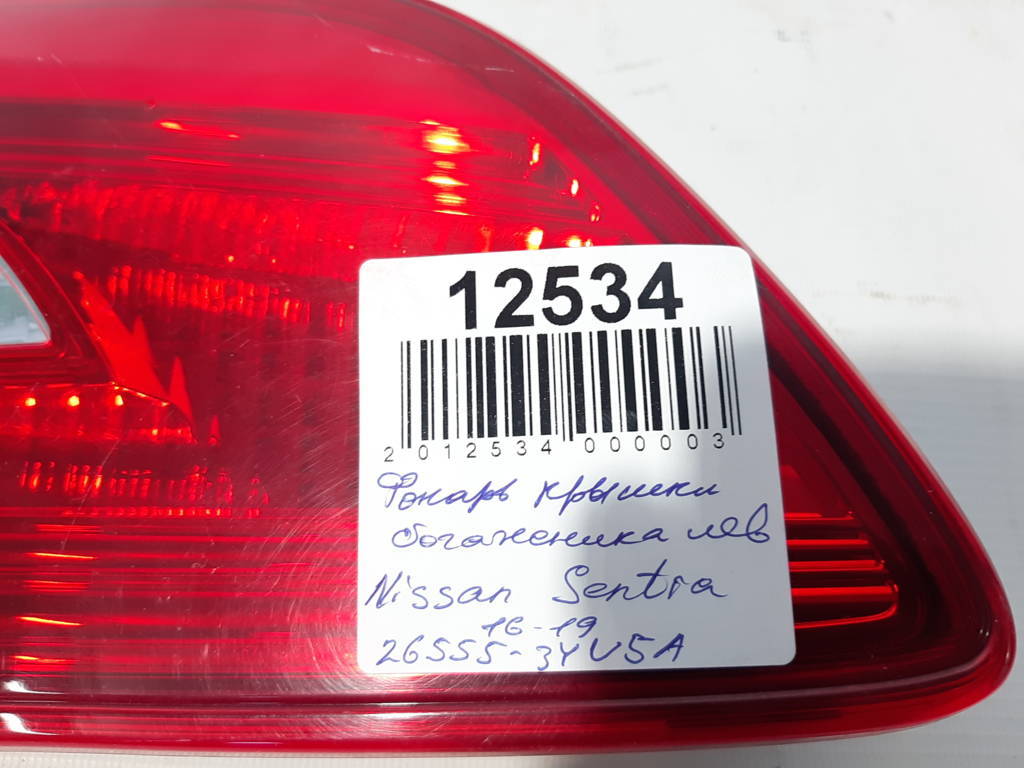 12534
2 012534 000003
Фонарь крышки
багажника лев
Nissan Sentra
16-19
26555-3YU5A